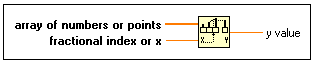 array of numbers or points
fractional index or x
y value
X
Y